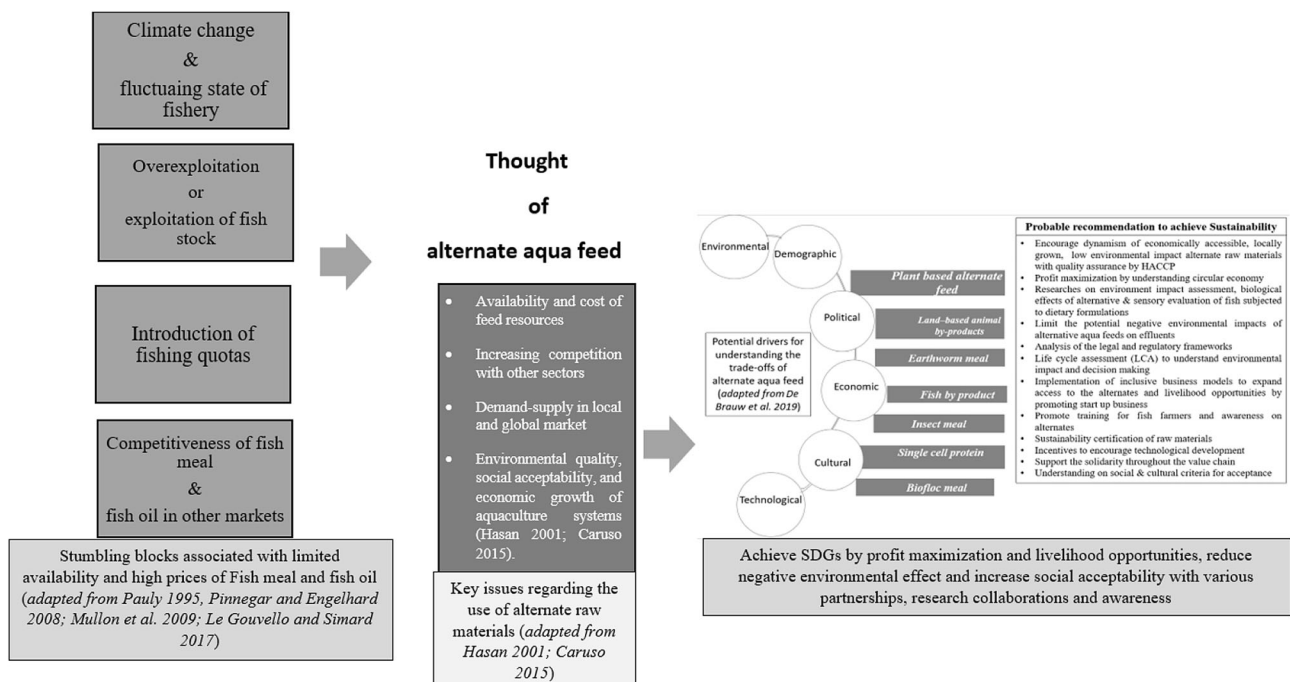 Climate change
&
fluctuaing state of
fishery
Overexploitation
or
exploitation of fish
stock
Introduction of
fishing quotas
Competitiveness of fish
meal
&
fish oil in other markets
Stumbling blocks associated with limited
availability and high prices of Fish meal and fish oil
(adapted from Pauly 1995, Pinnegar and Engelhard
2008; Mullon et al. 2009; Le Gouvello and Simard
2017)
Thought
of
alternate aqua feed
• Availability and cost of
feed resources
• Increasing competition
with other sectors
• Demand-supply in local
and global market
• Environmental quality,
social acceptability, and
economic growth of
aquaculture systems
(Hasan 2001; Caruso
2015).
Key issues regarding the
use of alternate raw
materials (adapted from
Hasan 2001; Caruso
2015)
Environmental
Demographic
Political
Economic
Cultural
Technological
Potential drivers for
understanding the
trade-offs of
alternate aqua feed
(adapted from De
Brauw et al. 2019)
Plant based alternate
feed
Land–based animal
by-products
Earthworm meal
Fish by product
Insect meal
Single cell protein
Biofloc meal
Probable recommendation to achieve Sustainability
• Encourage dynamism of economically accessible, locally
grown, low environmental impact alternate raw materials
with quality assurance by HACCP
• Profit maximization by understanding circular economy
• Researches on environment impact assessment, biological
effects of alternative & sensory evaluation of fish subjected
to dietary formulations
• Limit the potential negative environmental impacts of
alternative aqua feeds on effluents
• Analysis of the legal and regulatory frameworks
• Life cycle assessment (LCA) to understand environmental
impact and decision making
• Implementation of inclusive business models to expand
access to the alternates and livelihood opportunities by
promoting start up business
• Promote training for fish farmers and awareness on
alternates
• Sustainability certification of raw materials
• Incentives to encourage technological development
• Support the solidarity throughout the value chain
• Understanding on social & cultural criteria for acceptance
Achieve SDGs by profit maximization and livelihood opportunities, reduce
negative environmental effect and increase social acceptability with various
partnerships, research collaborations and awareness